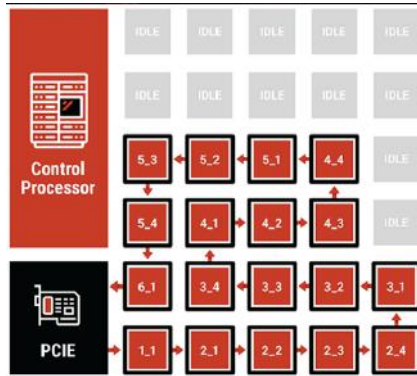 IDLE IDLE IDLE IDLE IDLE
IDLE IDLE IDLE IDLE IDLE
Control
Processor
5_3 5_2 5_1 4_4 IDLE
5_4 4_1 4_2 4_3 IDLE
PCIE
6_1 3_4 3_3 3_2 3_1
1_1 2_1 2_2 2_3 2_4